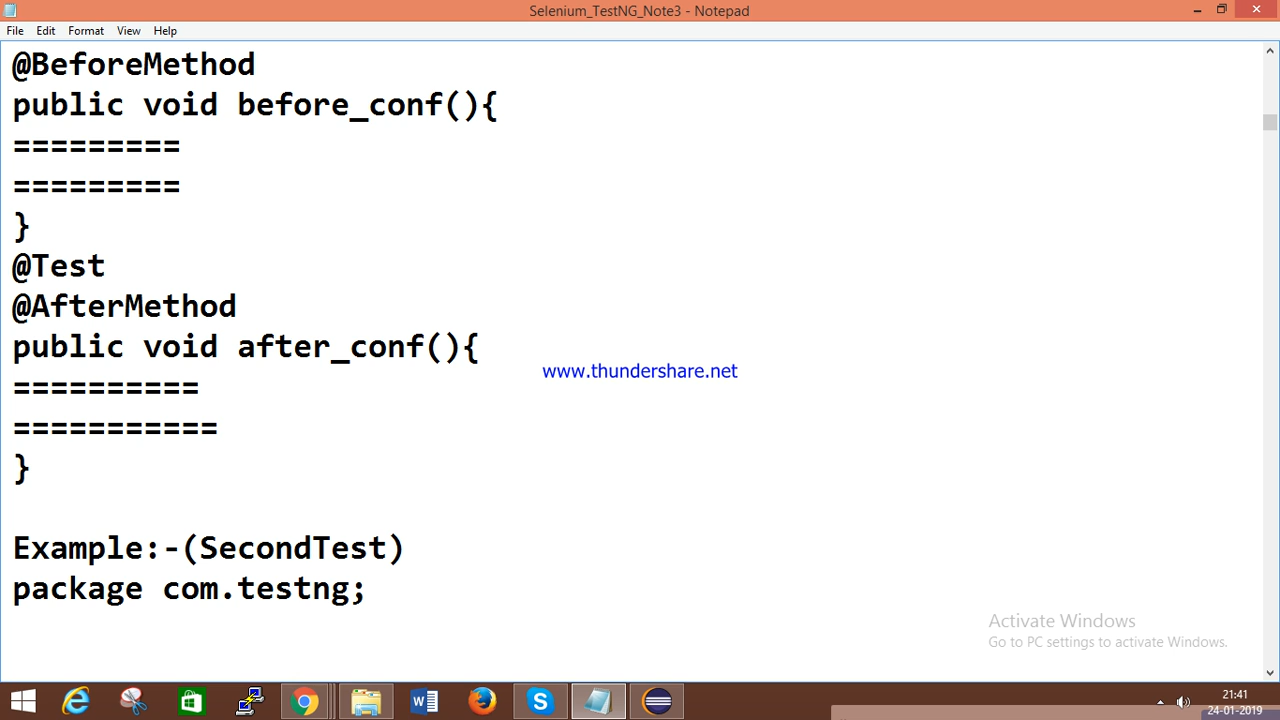 Selenium_TestNG_Note3 - Notepad
File Edit Format View Help
@BeforeMethod
public void before_conf(){
=========
=========
}
@Test
@AfterMethod
public void after_conf(){
==========
===========
}
Example:-(SecondTest)
package com.testng;
www.thundershare.net
Activate Windows
Go to PC settings to activate Windows.
21:41
24-01-2019